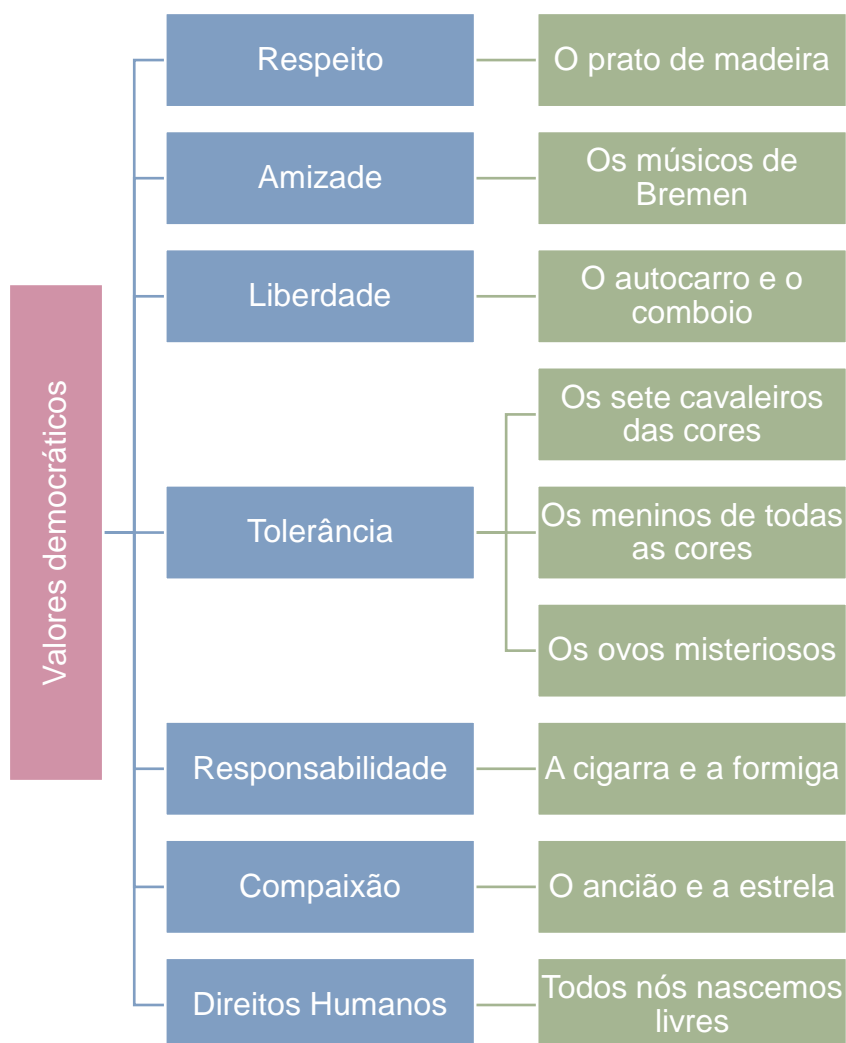 Valores democráticos
Respeito
O prato de madeira
Amizade
Os músicos de
Bremen
Liberdade
O autocarro e o
comboio
Tolerância
Os sete cavaleiros
das cores
Os meninos de todas
as cores
Os ovos misteriosos
Responsabilidade
A cigarra e a formiga
Compaixão
O ancião e a estrela
Direitos Humanos
Todos nós nascemos
livres